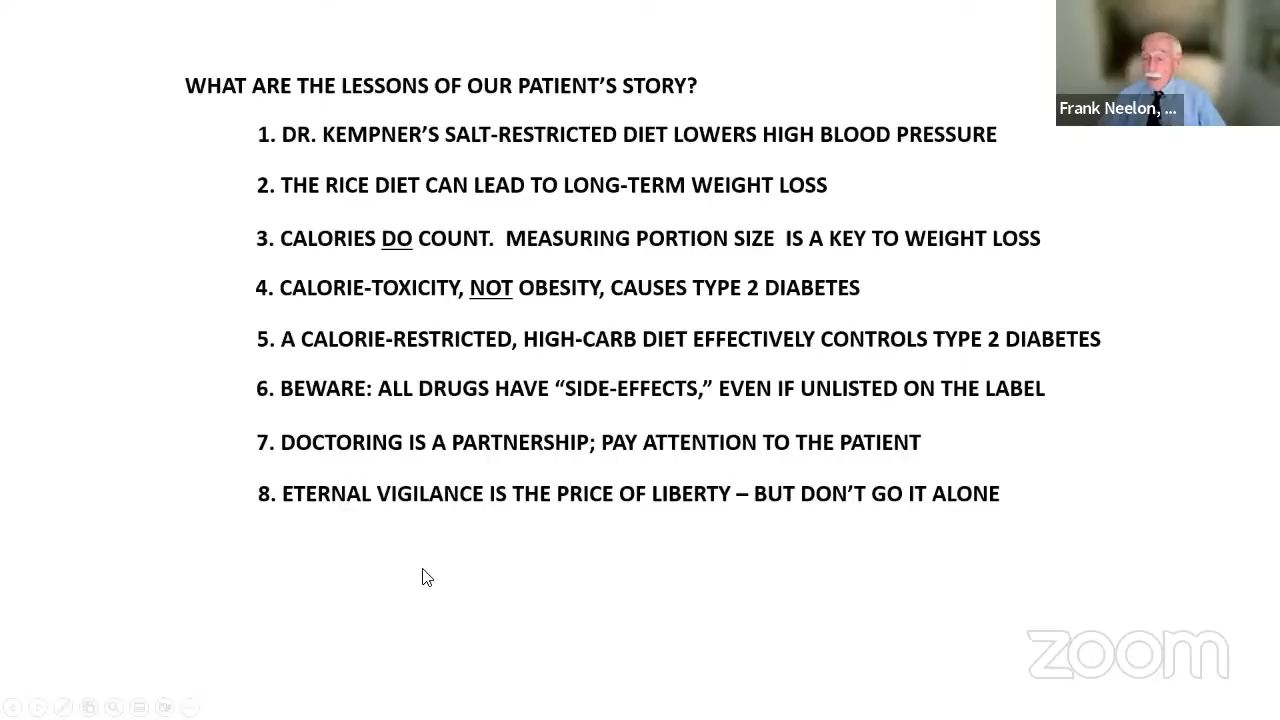 WHAT ARE THE LESSONS OF OUR PATIENT'S STORY?
1. DR. KEMPNER'S SALT-RESTRICTED DIET LOWERS HIGH BLOOD PRESSURE
2. THE RICE DIET CAN LEAD TO LONG-TERM WEIGHT LOSS
3. CALORIES DO COUNT. MEASURING PORTION SIZE IS A KEY TO WEIGHT LOSS
4. CALORIE-TOXICITY, NOT OBESITY, CAUSES TYPE 2 DIABETES
5. A CALORIE-RESTRICTED, HIGH-CARB DIET EFFECTIVELY CONTROLS TYPE 2 DIABETES
6. BEWARE: ALL DRUGS HAVE “SIDE-EFFECTS,” EVEN IF UNLISTED ON THE LABEL
7. DOCTORING IS A PARTNERSHIP; PAY ATTENTION TO THE PATIENT
8. ETERNAL VIGILANCE IS THE PRICE OF LIBERTY – BUT DON'T GO IT ALONE
Frank Neelon, ...
zoom